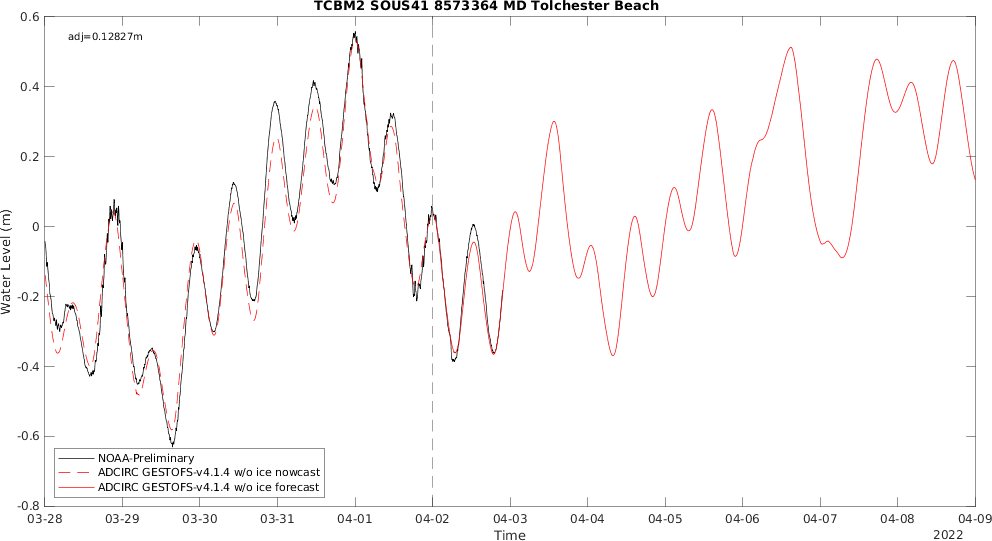 TCBM2 SOUS41 8573364 MD Tolchester Beach
adj=0.12827m
0.6
0.4
0.2
0
-0.2
-0.4
-0.6
-0.8
Water Level (m)
NOAA-Preliminary
ADCIRC GESTOFS-v4.1.4 w/o ice nowcast
ADCIRC GESTOFS-v4.1.4 w/o ice forecast
03-28 03-29 03-30 03-31 04-01 04-02 04-03 04-04 04-05 04-06 04-07 04-08 04-09
Time
2022